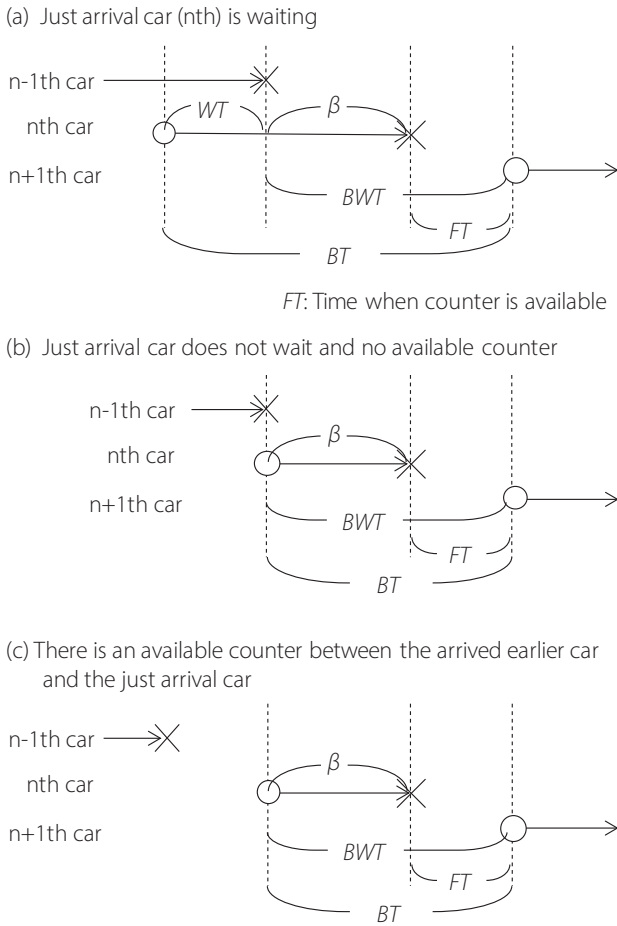 (a) Just arrival car (nth) is waiting
n-1th car
WT
β
nth car
n+1th car
BWT
FT
BT
FT: Time when counter is available
(b) Just arrival car does not wait and no available counter
n-1th car
β
nth car
n+1th car
BWT
FT
BT
(c) There is an available counter between the arrived earlier car
and the just arrival car
n-1th car
β
nth car
n+1th car
BWT
FT
BT